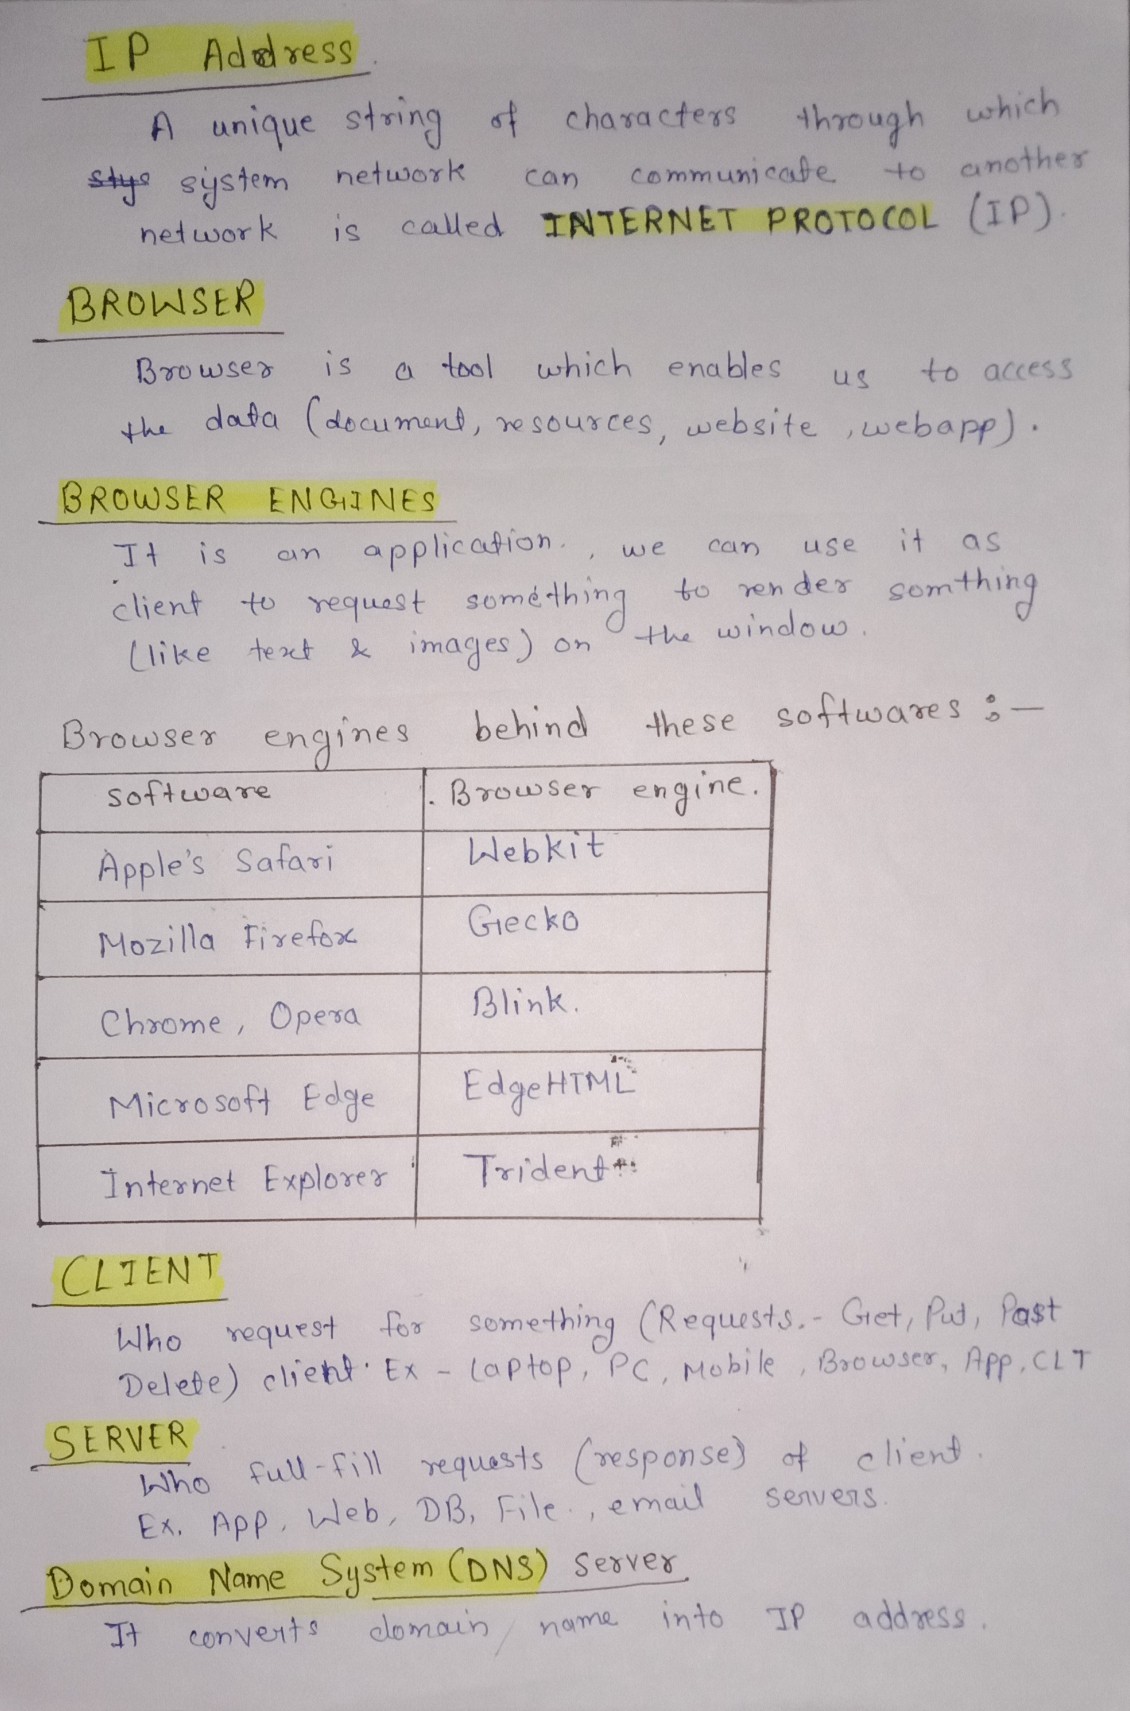 IP Address.
A unique string of characters through which
system network can communicate to another
network is called INTERNET PROTOCOL (IP).
BROWSER
Browser is a tool which enables us to access
the data (document, resources, website, webapp).
BROWSER ENGINES
It is an application., we can use it as
client to request something to render somthing
(like text & images) on the window.
Browser engines behind these softwares :-
software Browser engine.
Apple's Safari Webkit
Mozilla Firefox Gecko
Chrome, Opera Blink.
Microsoft Edge EdgeHTML
Internet Explorer Trident
CLIENT
Who request for something (Requests.- Get, Put, Post
Delete) client. Ex - Laptop, PC, Mobile, Browser, App, CLT
SERVER
Who full-fill requests (response) of client.
Ex. App, Web, DB, File., email servers.
Domain Name System (DNS) Server
It converts domain name into IP address.